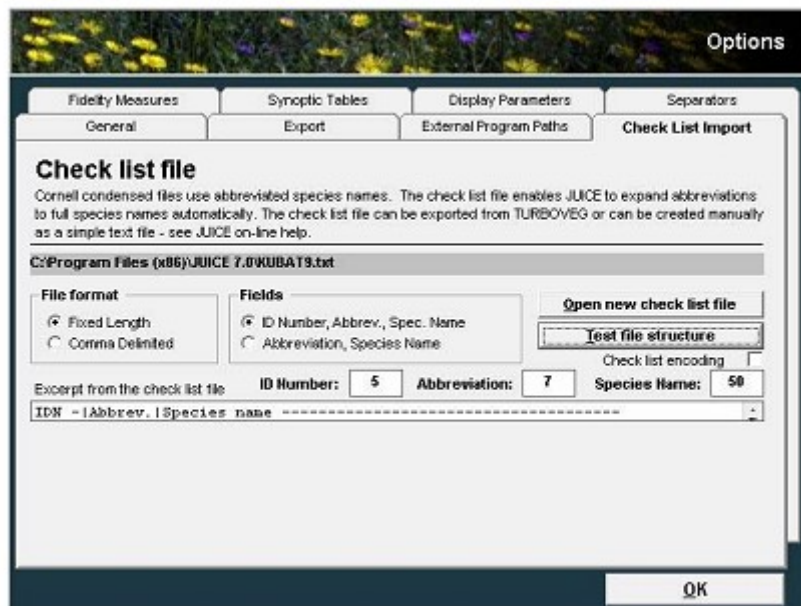 Options
Fidelity Measures Synoptic Tables Display Parameters Separators
General Export External Program Paths Check List Import
Check list file
Cornell condensed files use abbreviated species names. The check list file enables JUICE to expand abbreviations
to full species names automatically. The check list file can be exported from TURBOVEG or can be created manually
as a simple text file - see JUICE on-line help.
C:\Program Files (x86)\JUICE 7.0\KUBAT9.txt
File format Fields Open new check list file
Fixed Length ID Number, Abbrev., Spec. Name Test file structure
Comma Delimited Abbreviation, Species Name
Check list encoding
Excerpt from the check list file ID Number: 5 Abbreviation: 7 Species Name: 50
IDN -|Abbrev.|Species name --------------------------------------
OK